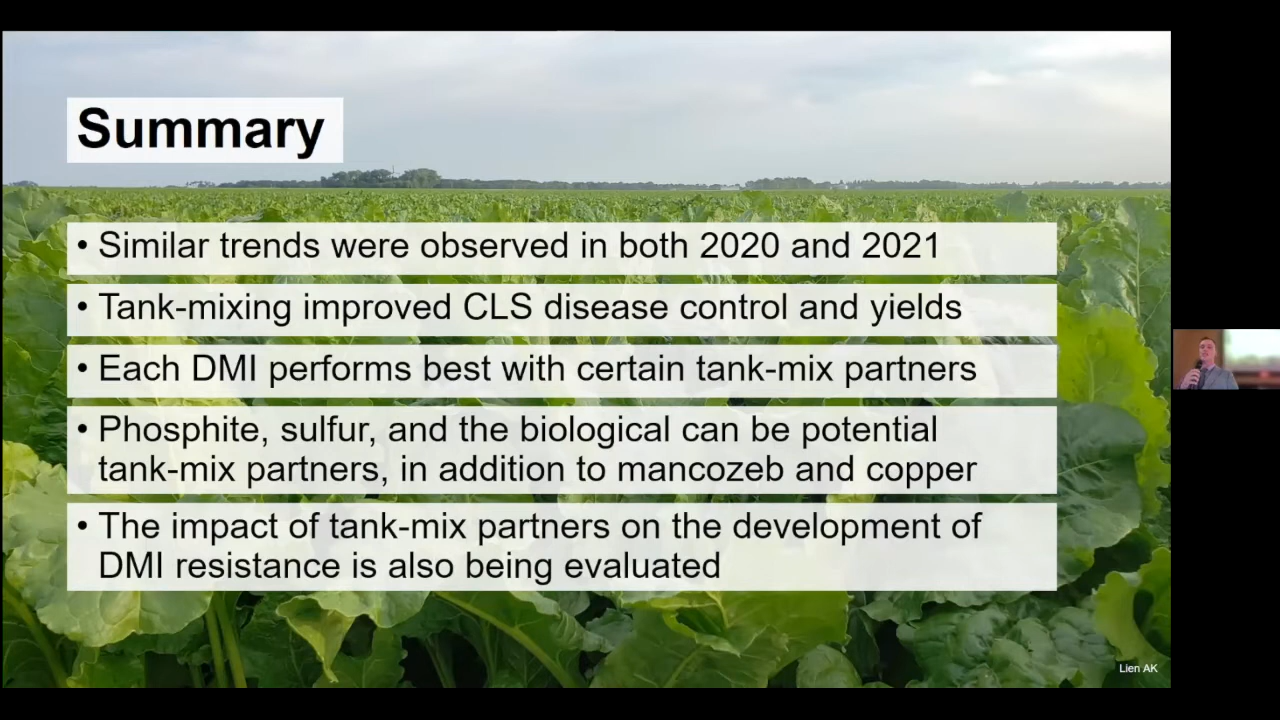 Summary
• Similar trends were observed in both 2020 and 2021
• Tank-mixing improved CLS disease control and yields
• Each DMI performs best with certain tank-mix partners
• Phosphite, sulfur, and the biological can be potential
tank-mix partners, in addition to mancozeb and copper
• The impact of tank-mix partners on the development of
DMI resistance is also being evaluated
Lien AK